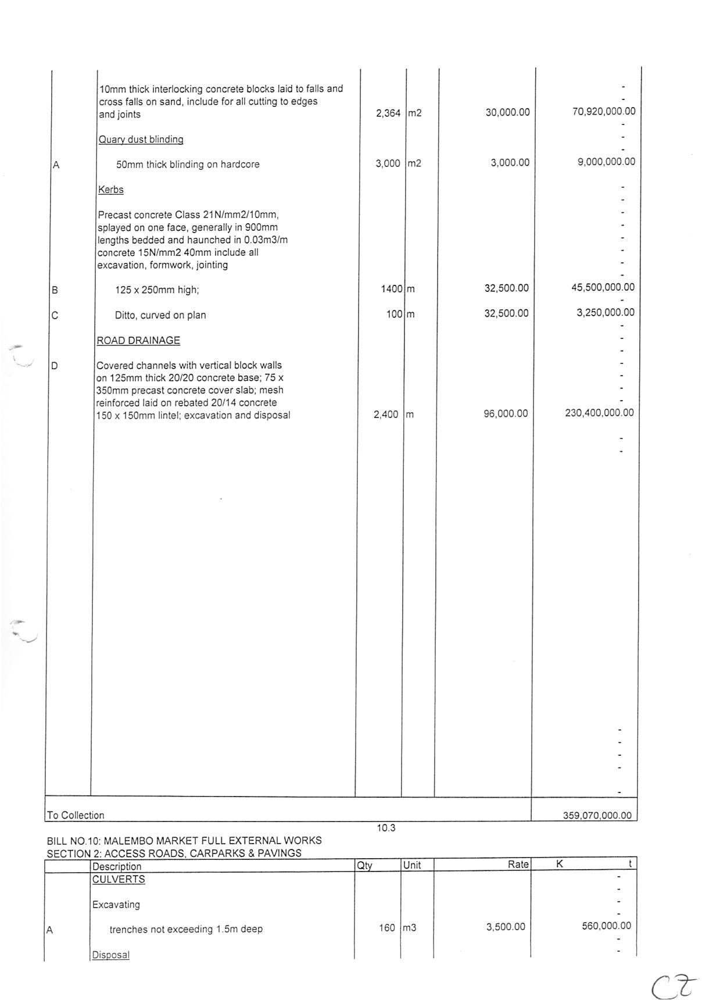 10mm thick interlocking concrete blocks laid to falls and -
cross falls on sand, include for all cutting to edges -
and joints 2,364 m2 30,000.00 70,920,000.00
-
Quary dust blinding -
-
A 50mm thick blinding on hardcore 3,000 m2 3,000.00 9,000,000.00
Kerbs -
-
Precast concrete Class 21N/mm2/10mm, -
splayed on one face, generally in 900mm -
lengths bedded and haunched in 0.03m3/m -
concrete 15N/mm2 40mm include all -
excavation, formwork, jointing -
-
B 125 x 250mm high; 1400 m 32,500.00 45,500,000.00
-
C Ditto, curved on plan 100 m 32,500.00 3,250,000.00
-
ROAD DRAINAGE -
-
D Covered channels with vertical block walls -
on 125mm thick 20/20 concrete base; 75 x -
350mm precast concrete cover slab; mesh -
reinforced laid on rebated 20/14 concrete -
150 x 150mm lintel; excavation and disposal 2,400 m 96,000.00 230,400,000.00
-
-
-
-
-
-
-
To Collection 359,070,000.00
10.3
BILL NO.10: MALEMBO MARKET FULL EXTERNAL WORKS
SECTION 2: ACCESS ROADS, CARPARKS & PAVINGS
Description Qty Unit Rate K t
CULVERTS -
-
Excavating -
-
A trenches not exceeding 1.5m deep 160 m3 3,500.00 560,000.00
-
Disposal -